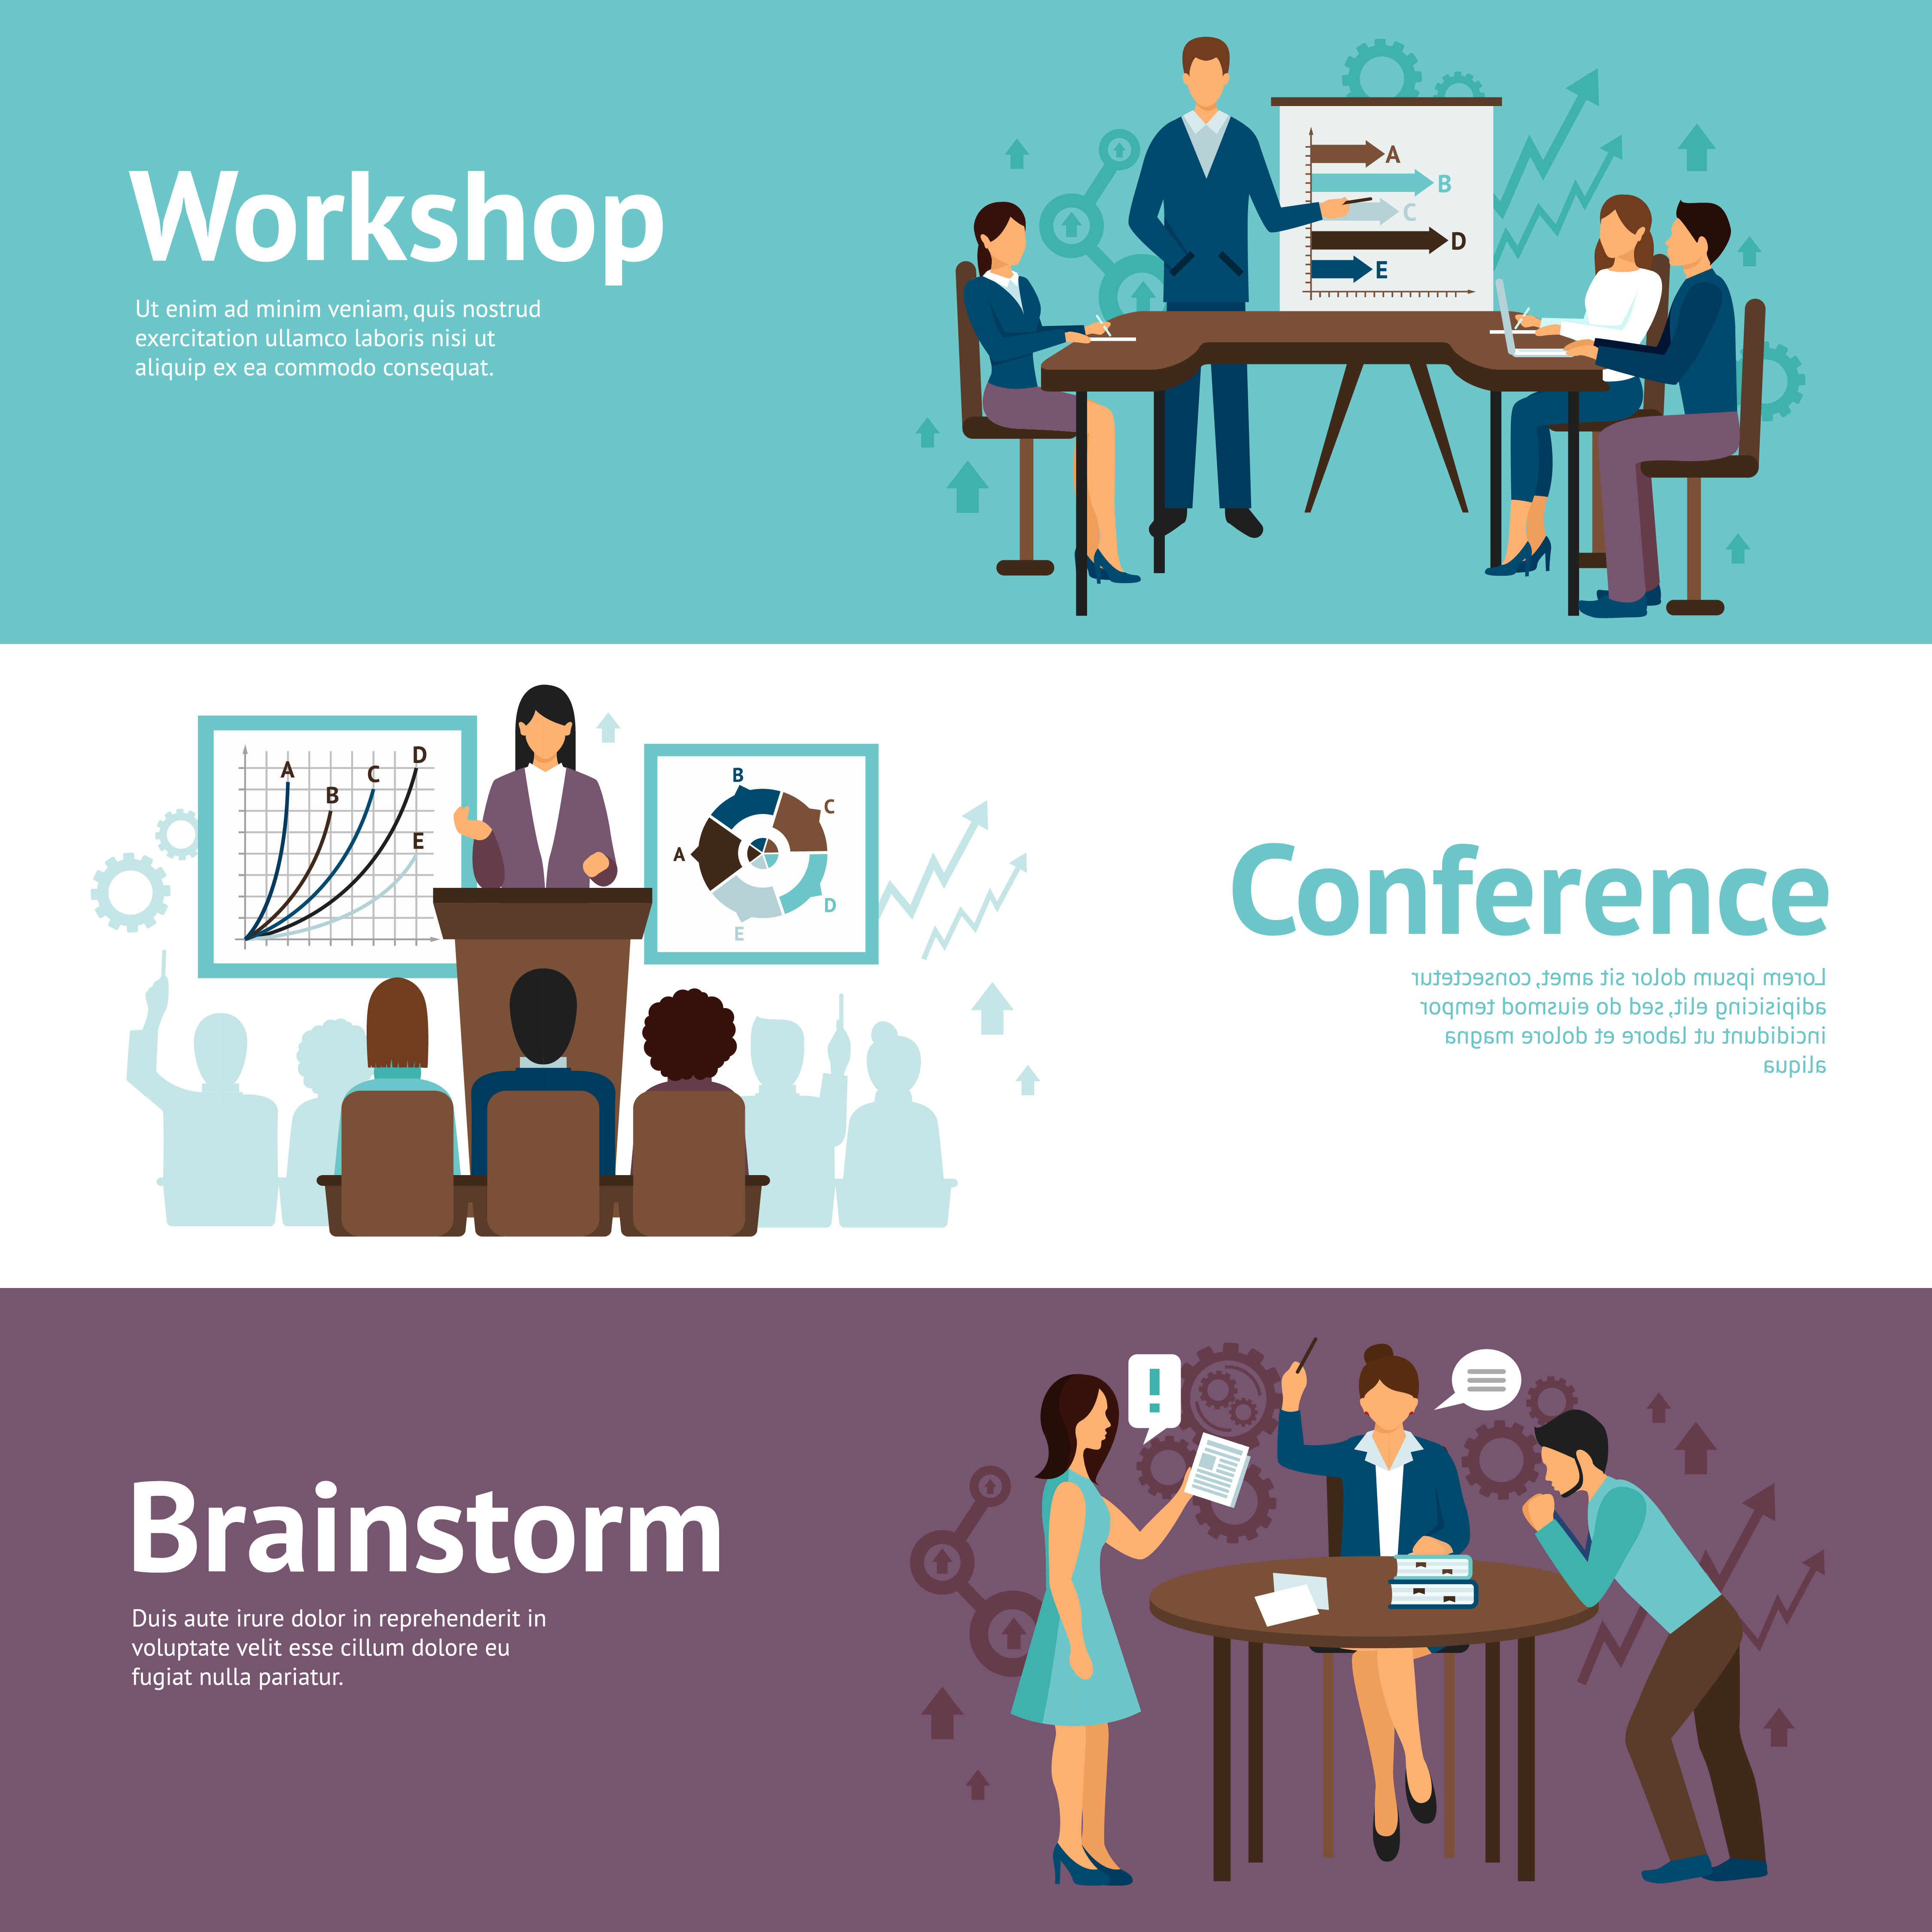 Workshop
Ut enim ad minim veniam, quis nostrud
exercitation ullamco laboris nisi ut
aliquip ex ea commodo consequat.
A
B
C
D
E
Conference
Lorem ipsum dolor sit amet, consectetur
adipisicing elit, sed do eiusmod tempor
incididunt ut labore et dolore magna
aliqua
A
B
C
D
E
A
B
C
D
E
Brainstorm
Duis aute irure dolor in reprehenderit in
voluptate velit esse cillum dolore eu
fugiat nulla pariatur.
!